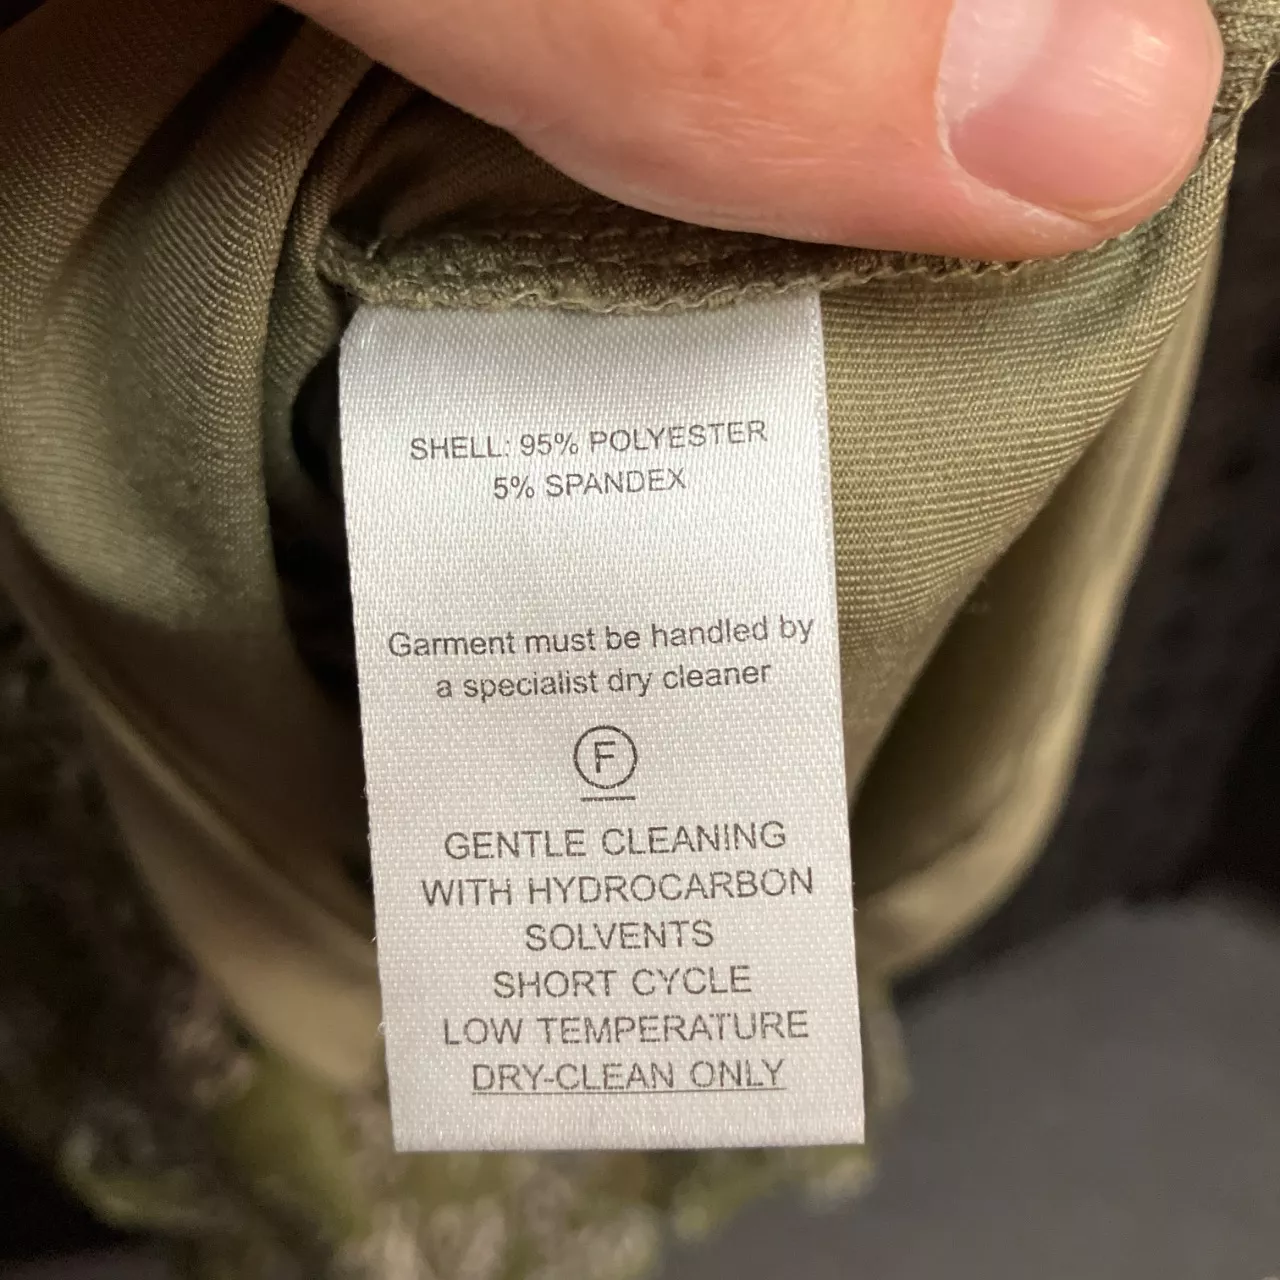 SHELL: 95% POLYESTER
5% SPANDEX
Garment must be handled by
a specialist dry cleaner
F
GENTLE CLEANING
WITH HYDROCARBON
SOLVENTS
SHORT CYCLE
LOW TEMPERATURE
DRY-CLEAN ONLY